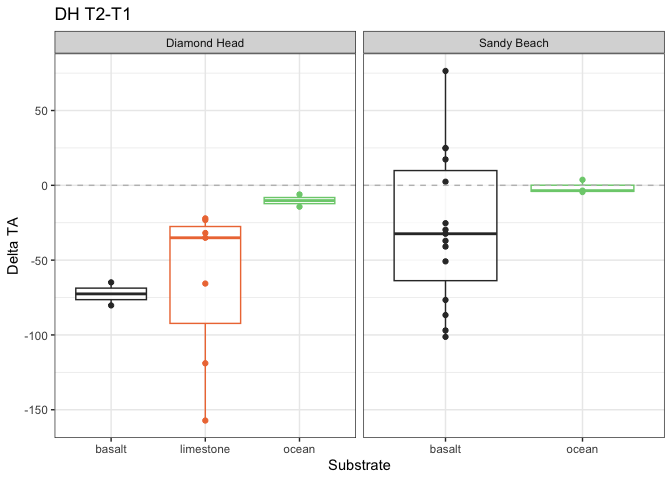 DH T2-T1
Diamond Head
Sandy Beach
50
0
-50
-100
-150
Delta TA
basalt
limestone
ocean
basalt
ocean
Substrate